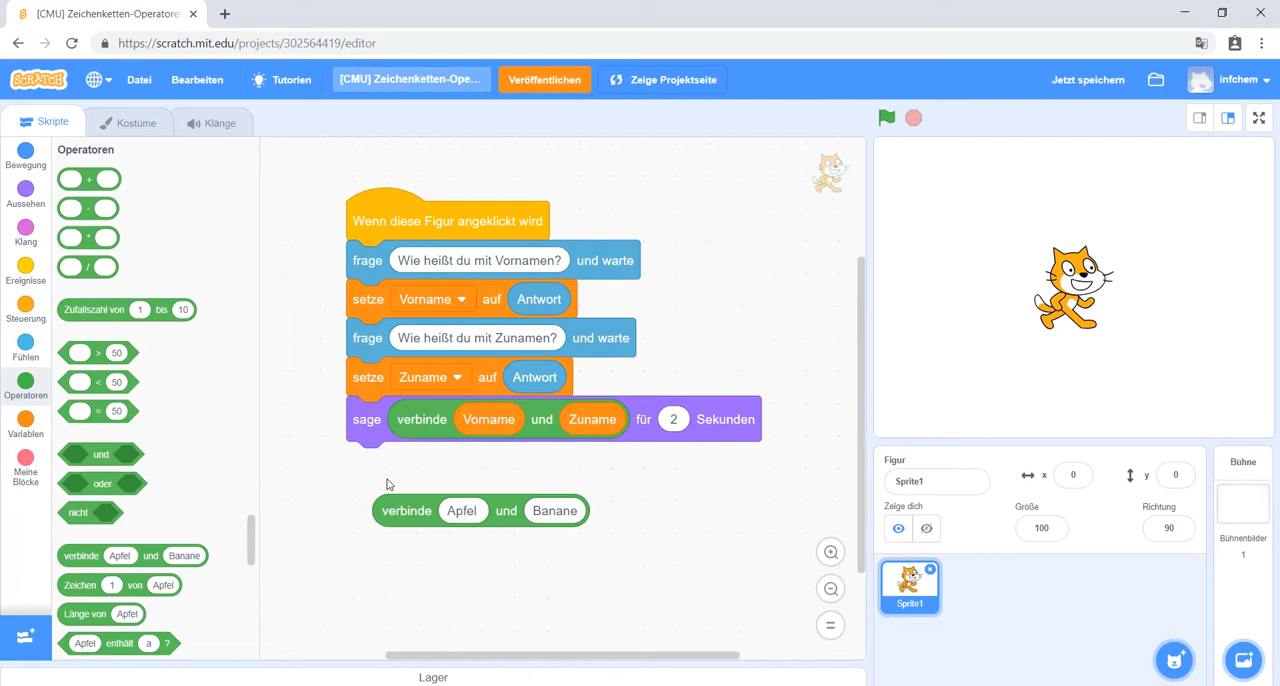 [CMU] Zeichenketten-Operatore
https://scratch.mit.edu/projects/302564419/editor
SCRATCH Datei Bearbeiten Tutorien [CMU] Zeichenketten-Ope... Veröffentlichen Zeige Projektseite Jetzt speichern infchem
Skripte Kostüme Klänge
Bewegung
Aussehen
Klang
Ereignisse
Steuerung
Fühlen
Operatoren
Variablen
Meine
Blöcke
Operatoren
+
-
*
/
Zufallszahl von 1 bis 10
> 50
< 50
= 50
und
oder
nicht
verbinde Apfel und Banane
Zeichen 1 von Apfel
Länge von Apfel
Apfel enthält a ?
Wenn diese Figur angeklickt wird
frage Wie heißt du mit Vornamen? und warte
setze Vorname auf Antwort
frage Wie heißt du mit Zunamen? und warte
setze Zuname auf Antwort
sage verbinde Vorname und Zuname für 2 Sekunden
verbinde Apfel und Banane
Lager
Figur
Sprite1 x 0 y 0
Zeige dich Größe Richtung
100 90
Sprite1
Bühne
Bühnenbilder
1